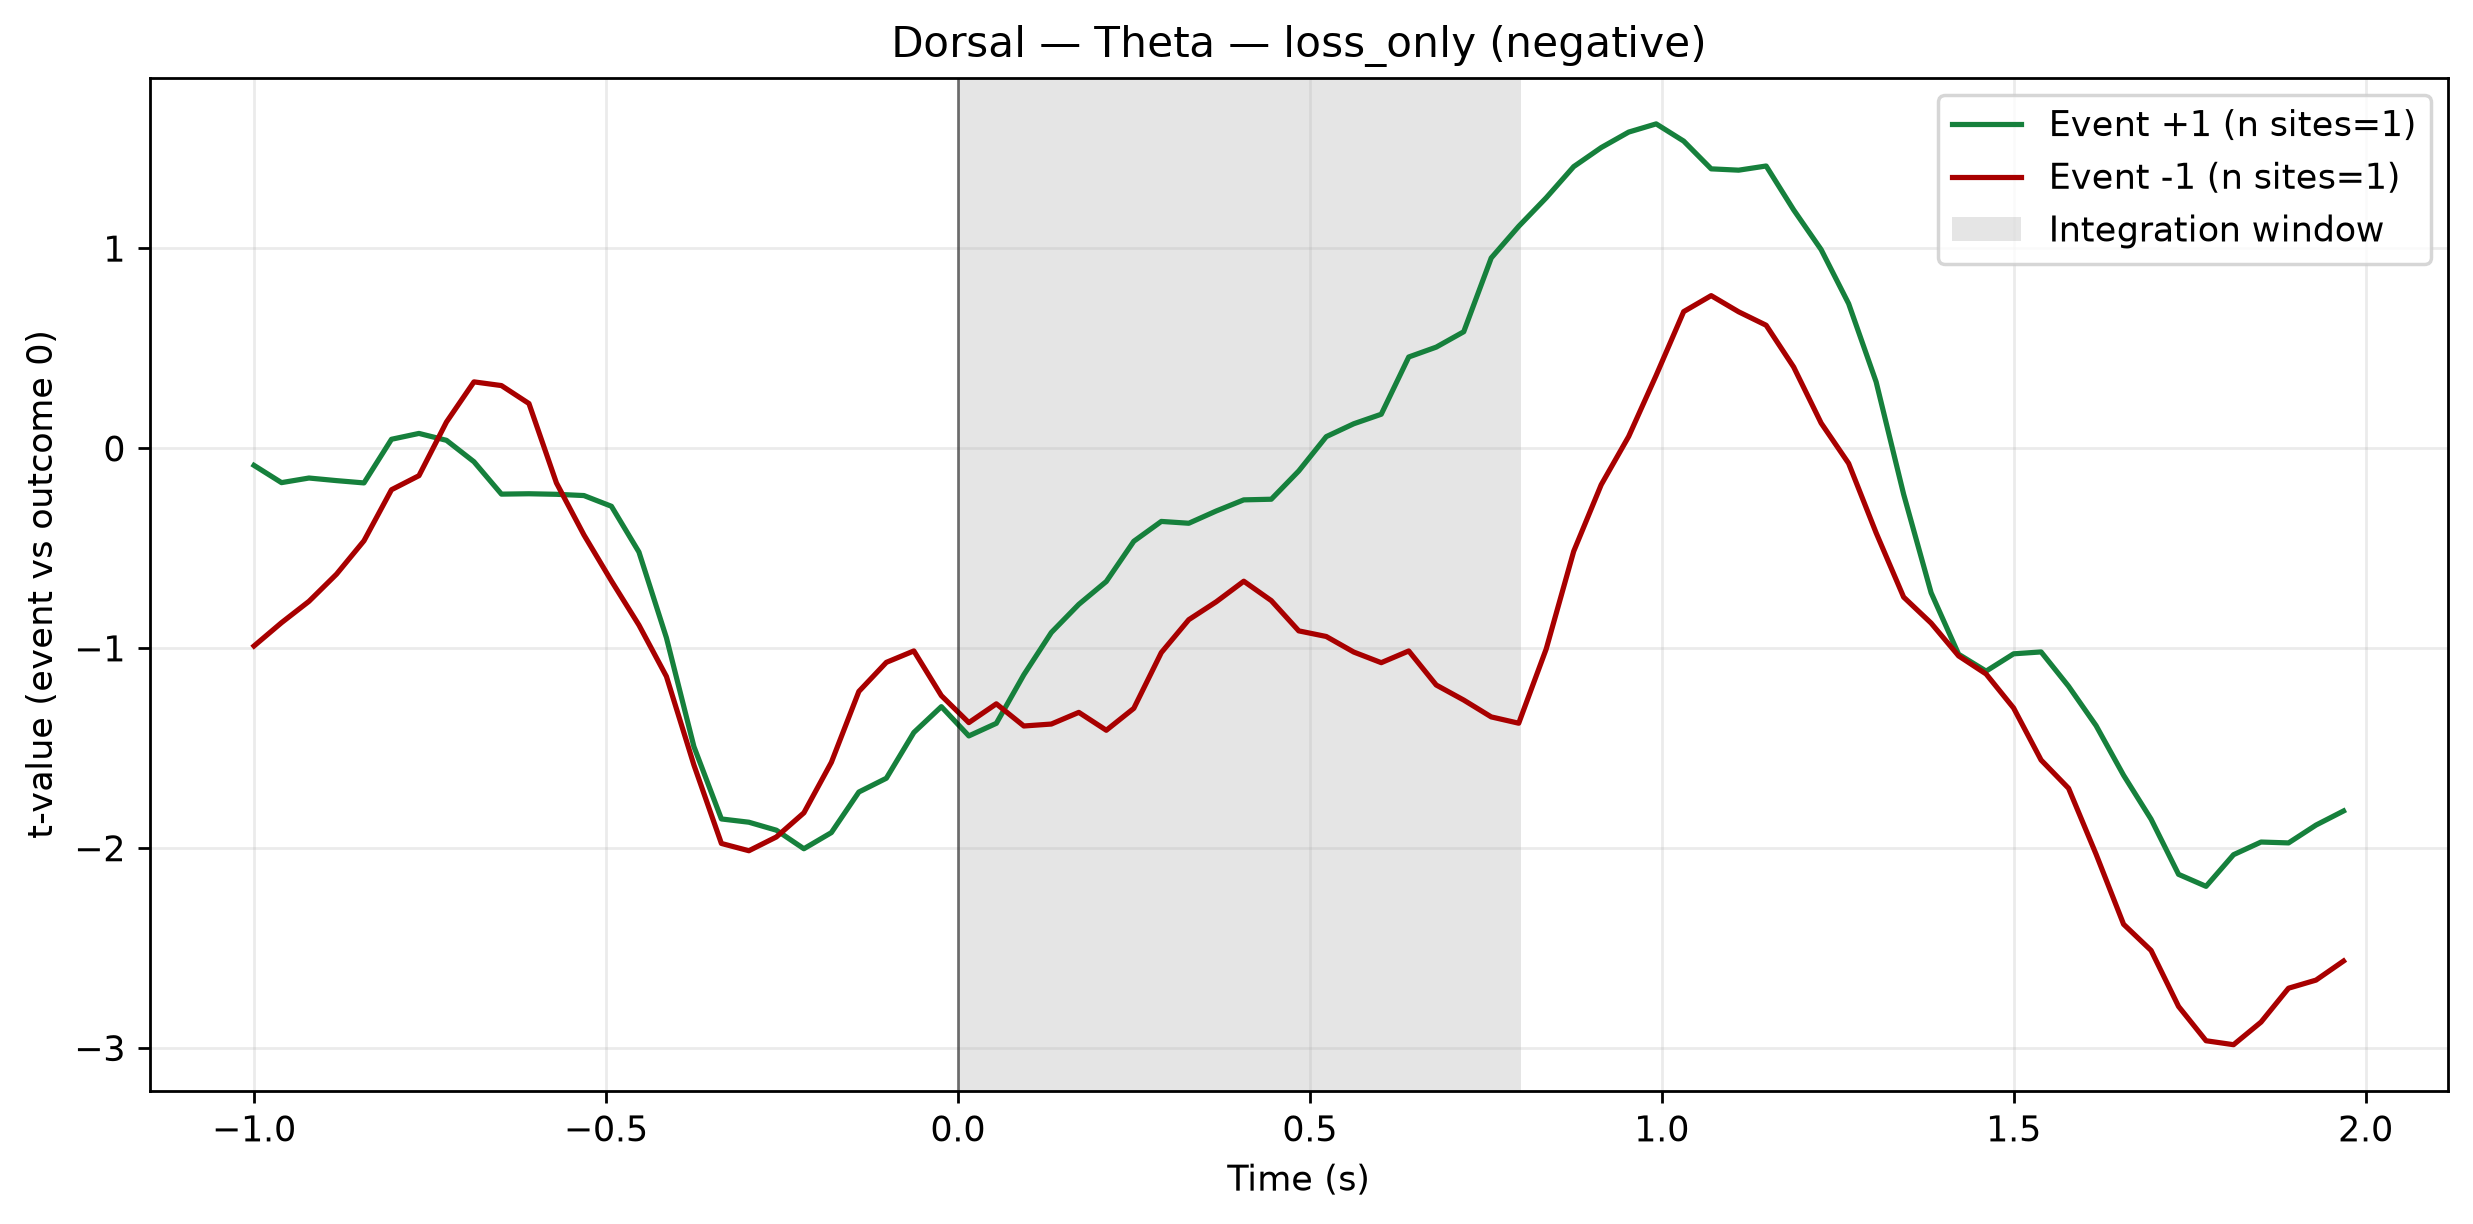 Dorsal — Theta — loss_only (negative)
Event +1 (n sites=1)
Event -1 (n sites=1)
Integration window
t-value (event vs outcome 0)
1
0
−1
−2
−3
−1.0 −0.5 0.0 0.5 1.0 1.5 2.0
Time (s)